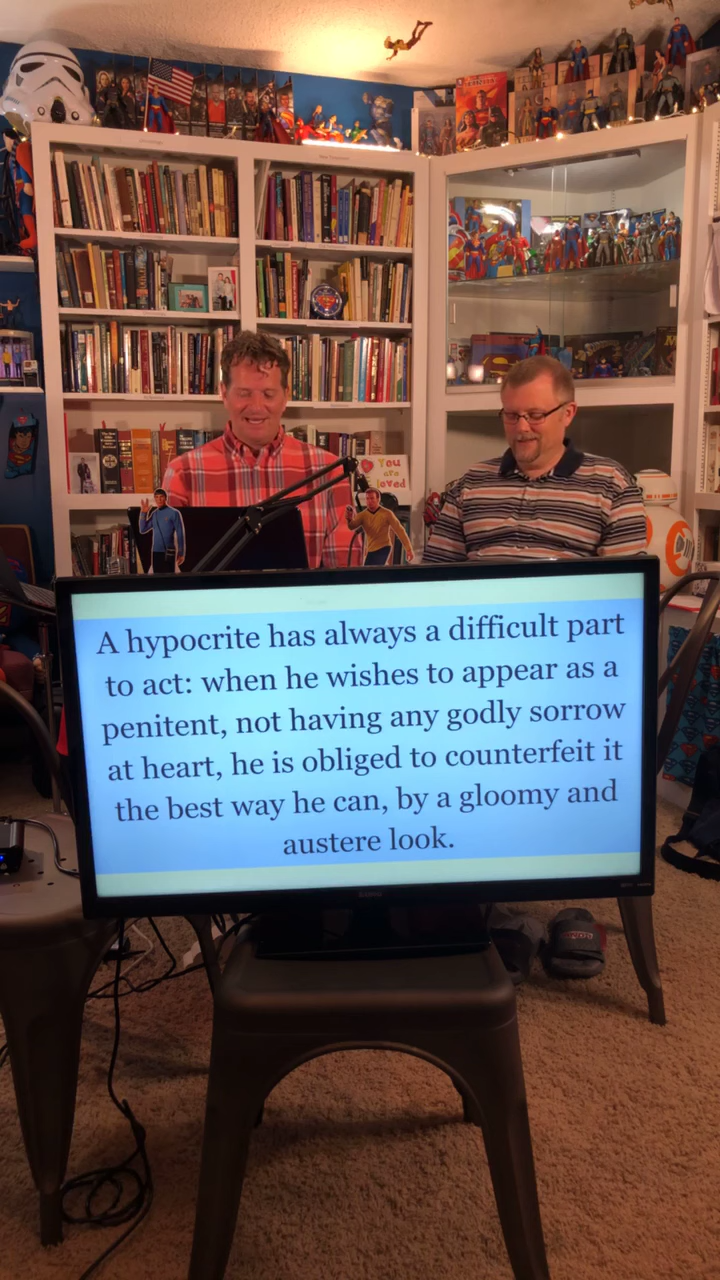 You
are
loved
A hypocrite has always a difficult part
to act: when he wishes to appear as a
penitent, not having any godly sorrow
at heart, he is obliged to counterfeit it
the best way he can, by a gloomy and
austere look.